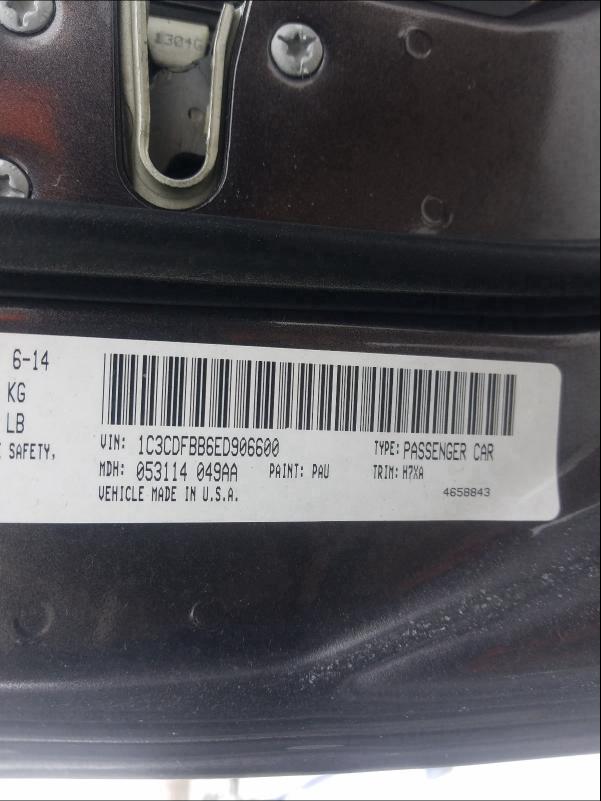 1304G
6-14
KG
LB
SAFETY,
VIN: 1C3CDFBB6ED906600
TYPE: PASSENGER CAR
MDH: 053114 049AA
PAINT: PAU
TRIM: H7XA
VEHICLE MADE IN U.S.A.
4658843